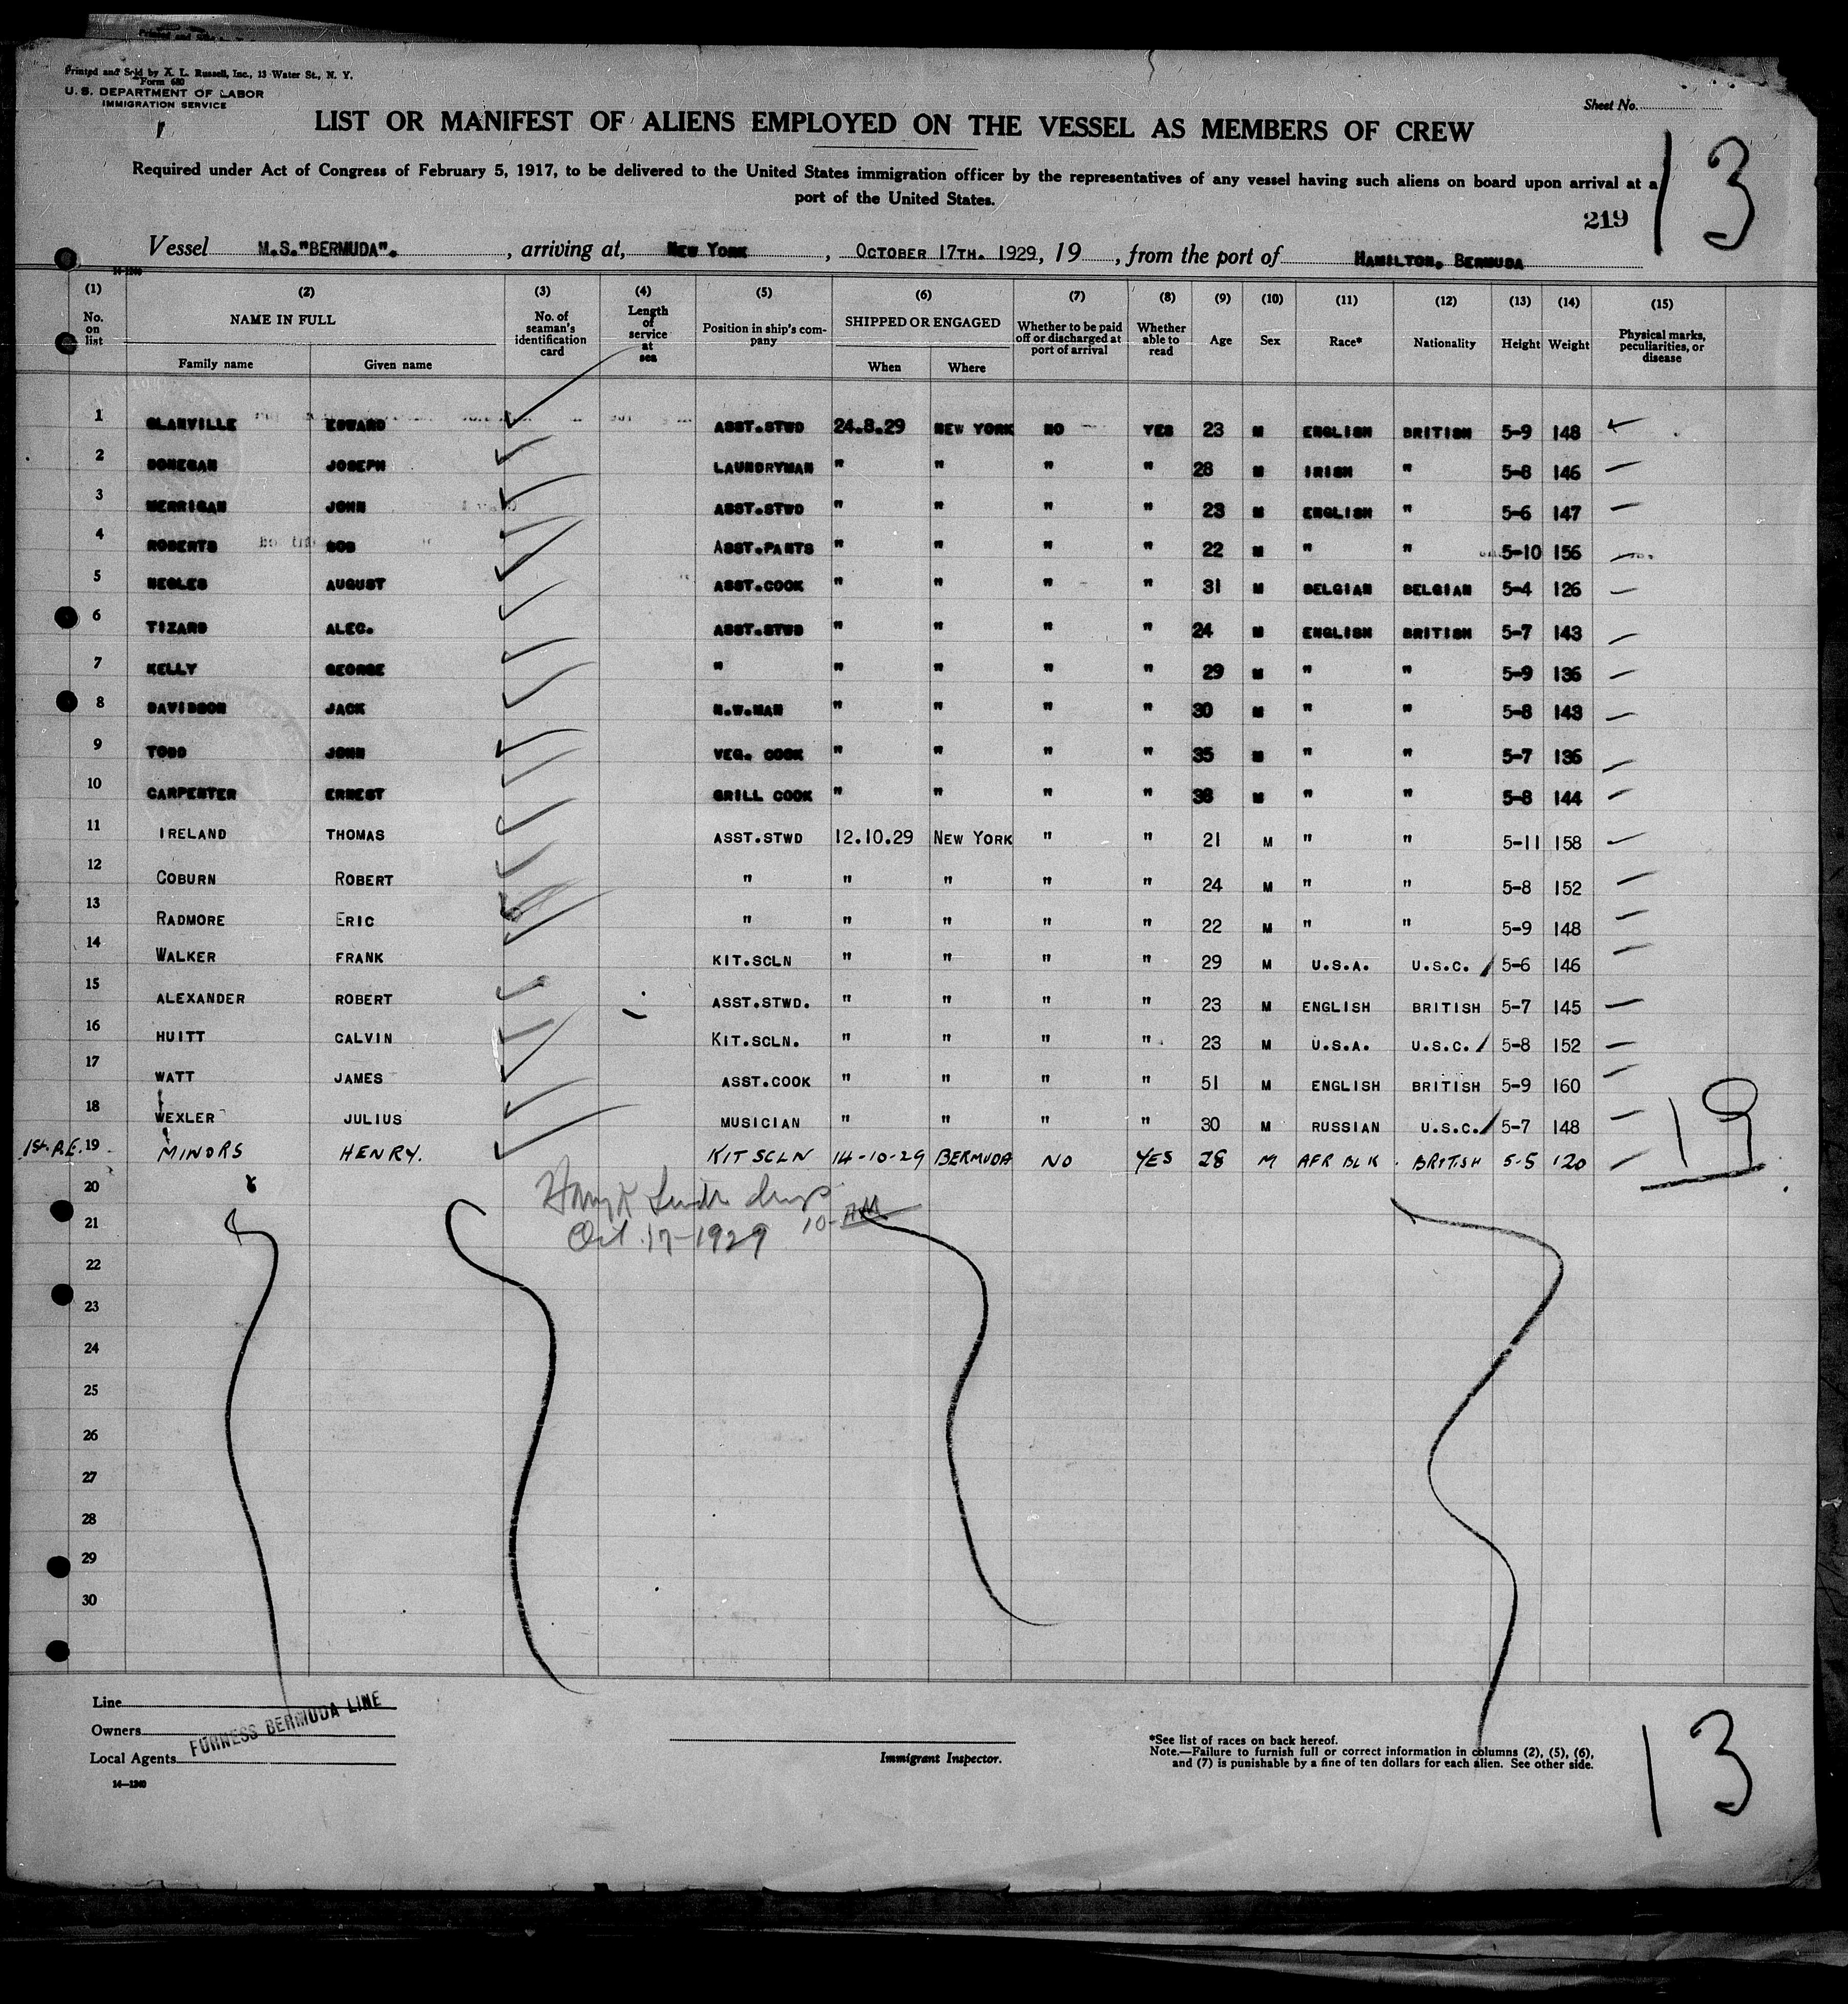 Printed and Sold by X. L. Russell, Inc., 13 Water St., N. Y.
Form 680
U. S. DEPARTMENT OF LABOR
IMMIGRATION SERVICE
Sheet No.
LIST OR MANIFEST OF ALIENS EMPLOYED ON THE VESSEL AS MEMBERS OF CREW
13
Required under Act of Congress of February 5, 1917, to be delivered to the United States immigration officer by the representatives of any vessel having such aliens on board upon arrival at a
port of the United States.
219
Vessel M.S."BERMUDA". , arriving at, NEW YORK , OCTOBER 17TH. 1929, 19 , from the port of HAMILTON, BERMUDA
14-1240
(1) (2) (3) (4) (5) (6) (7) (8) (9) (10) (11) (12) (13) (14) (15)
No. on list NAME IN FULL No. of seaman's identification card Length of service at sea Position in ship's company SHIPPED OR ENGAGED Whether to be paid off or discharged at port of arrival Whether able to read Age Sex Race* Nationality Height Weight Physical marks, peculiarities, or disease
Family name Given name When Where
1 GLANVILLE EDWARD ASST.STWD 24.8.29 NEW YORK NO YES 23 M ENGLISH BRITISH 5-9 148
2 DONEGAN JOSEPH LAUNDRYMAN " " " " 28 M IRISH " 5-8 146
3 MERRIGAN JOHN ASST.STWD " " " " 23 M ENGLISH " 5-6 147
4 ROBERTS BOB ASST.PANTS " " " " 22 M " " 5-10 156
5 AUGUST ASST.COOK " " " " 31 M BELGIAN BELGIAN 5-4 126
6 TIZARD ALEC. ASST.STWD " " " " 24 M ENGLISH BRITISH 5-7 143
7 KELLY GEORGE " " " " " 29 M " " 5-9 136
8 DAVIDSON JACK N.W.MAN " " " " 30 M " " 5-8 143
9 TODD JOHN VEG. COOK " " " " 35 M " " 5-7 136
10 CARPENTER ERNEST GRILL COOK " " " " 38 M " " 5-8 144
11 IRELAND THOMAS ASST.STWD 12.10.29 NEW YORK " " 21 M " " 5-11 158
12 COBURN ROBERT " " " " " 24 M " " 5-8 152
13 RADMORE ERIC " " " " " 22 M " " 5-9 148
14 WALKER FRANK KIT.SCLN " " " " 29 M U.S.A. U.S.C. 5-6 146
15 ALEXANDER ROBERT ASST.STWD. " " " " 23 M ENGLISH BRITISH 5-7 145
16 HUITT CALVIN KIT.SCLN. " " " " 23 M U.S.A. U.S.C. 5-8 152
17 WATT JAMES ASST.COOK " " " " 51 M ENGLISH BRITISH 5-9 160
18 WEXLER JULIUS MUSICIAN " " " " 30 M RUSSIAN U.S.C. 5-7 148
19
1st. P.E. 19 MINORS HENRY. KIT SCLN 14-10-29 BERMUDA NO YES 28 M AFR BLK BRITISH 5-5 120
20
21 Oct. 17-1929 10-AM
22
23
24
25
26
27
28
29
30
Line
Owners
Local Agents
FURNESS BERMUDA LINE
14—1240
Immigrant Inspector.
*See list of races on back hereof.
Note.—Failure to furnish full or correct information in columns (2), (5), (6),
and (7) is punishable by a fine of ten dollars for each alien. See other side.
13